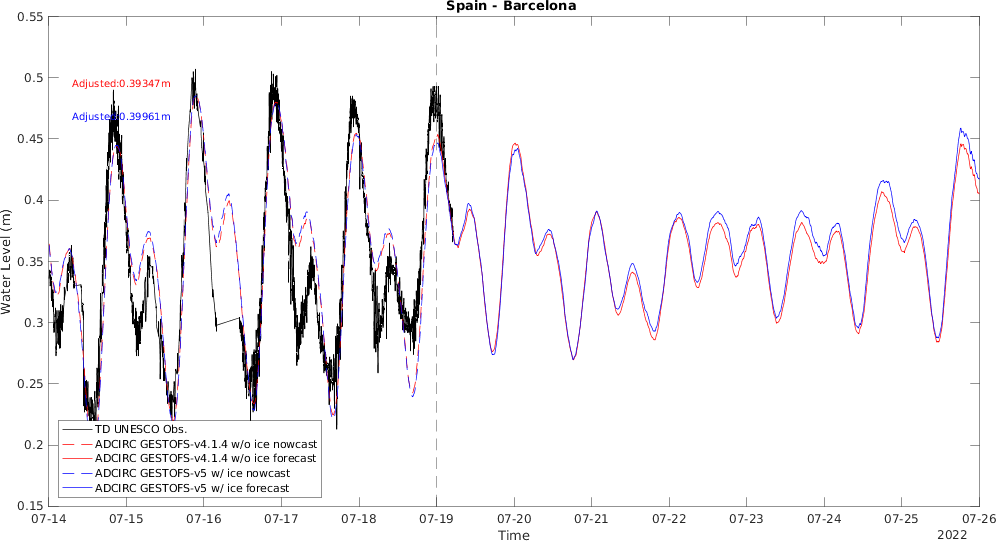 Spain - Barcelona
0.55
0.5
0.45
0.4
0.35
0.3
0.25
0.2
0.15
Water Level (m)
Adjusted:0.39347m
Adjusted:0.39961m
TD UNESCO Obs.
ADCIRC GESTOFS-v4.1.4 w/o ice nowcast
ADCIRC GESTOFS-v4.1.4 w/o ice forecast
ADCIRC GESTOFS-v5 w/ ice nowcast
ADCIRC GESTOFS-v5 w/ ice forecast
07-14 07-15 07-16 07-17 07-18 07-19 07-20 07-21 07-22 07-23 07-24 07-25 07-26
Time
2022